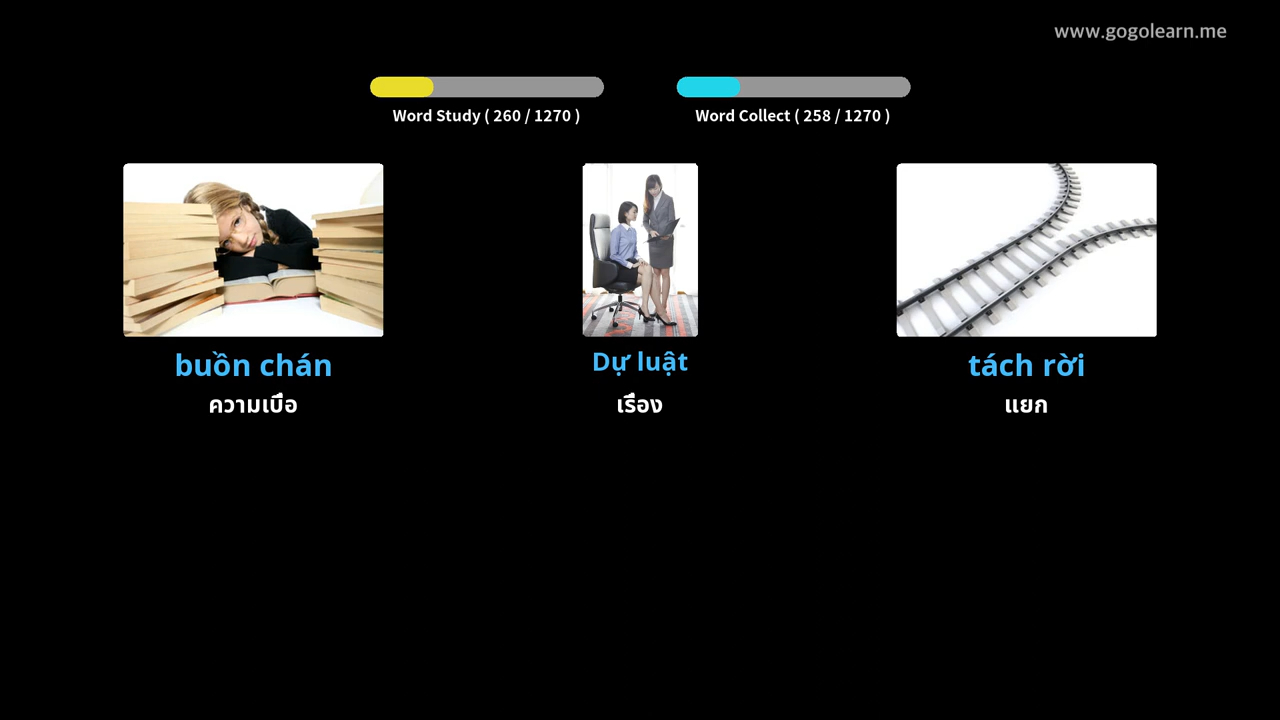 www.gogolearn.me
Word Study ( 260 / 1270 )
Word Collect ( 258 / 1270 )
buồn chán
ความเบื่อ
Dự luật
เรื่อง
tách rời
แยก